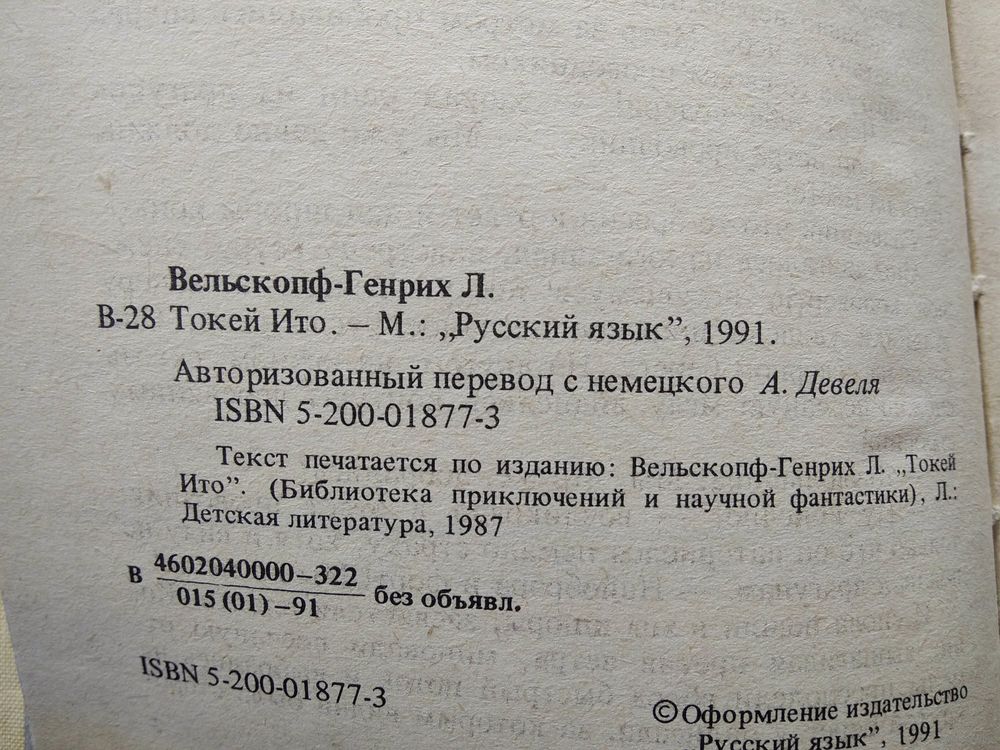 Вельскопф-Генрих Л.
В-28 Токей Ито. – М.: „Русский язык”, 1991.
Авторизованный перевод с немецкого А. Девеля
ISBN 5-200-01877-3
Текст печатается по изданию: Вельскопф-Генрих Л. „Токей
Ито”. (Библиотека приключений и научной фантастики), Л.:
Детская литература, 1987
В 4602040000–322
015 (01) –91 без объявл.
ISBN 5-200-01877-3
© Оформление издательство
Русский язык”, 1991